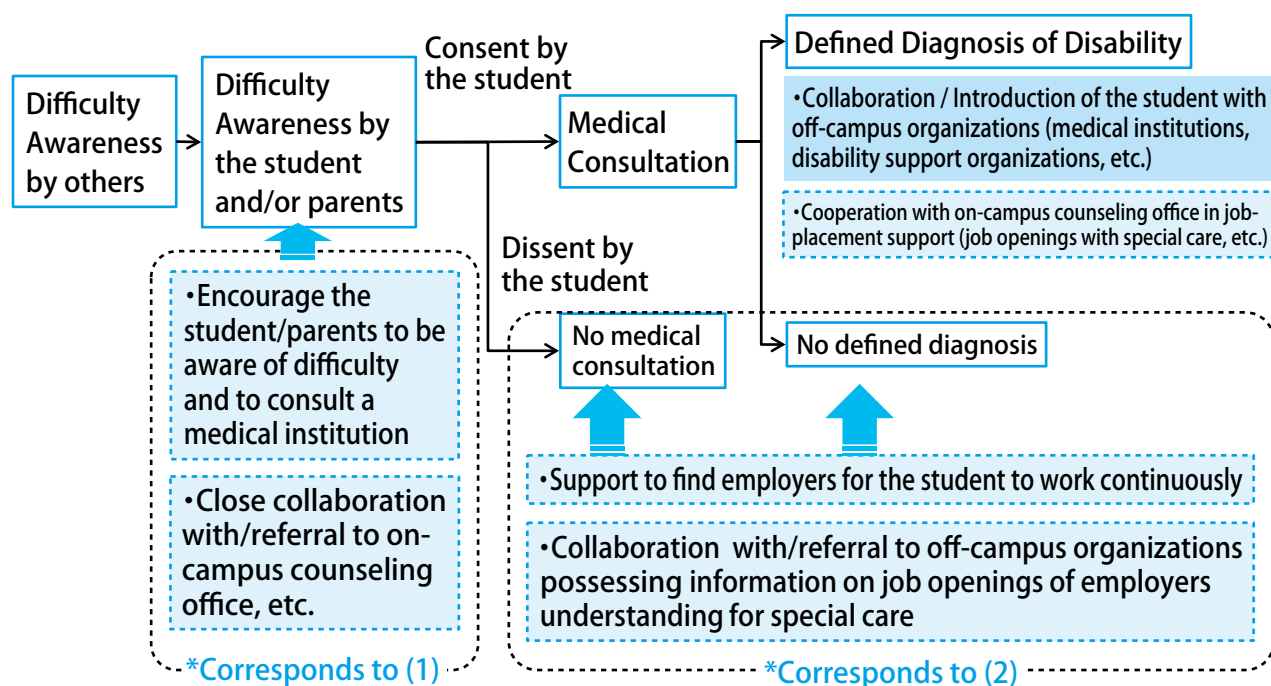 Difficulty
Awareness
by others
Difficulty
Awareness by
the student
and/or parents
Consent by
the student
Medical
Consultation
Defined Diagnosis of Disability
・Collaboration / Introduction of the student with
off-campus organizations (medical institutions,
disability support organizations, etc.)
・Cooperation with on-campus counseling office in job-
placement support (job openings with special care, etc.)
Dissent by
the student
No medical
consultation
No defined diagnosis
・Encourage the
student/parents to be
aware of difficulty
and to consult a
medical institution
・Close collaboration
with/referral to on-
campus counseling
office, etc.
*Corresponds to (1)
・Support to find employers for the student to work continuously
・Collaboration with/referral to off-campus organizations
possessing information on job openings of employers
understanding for special care
*Corresponds to (2)